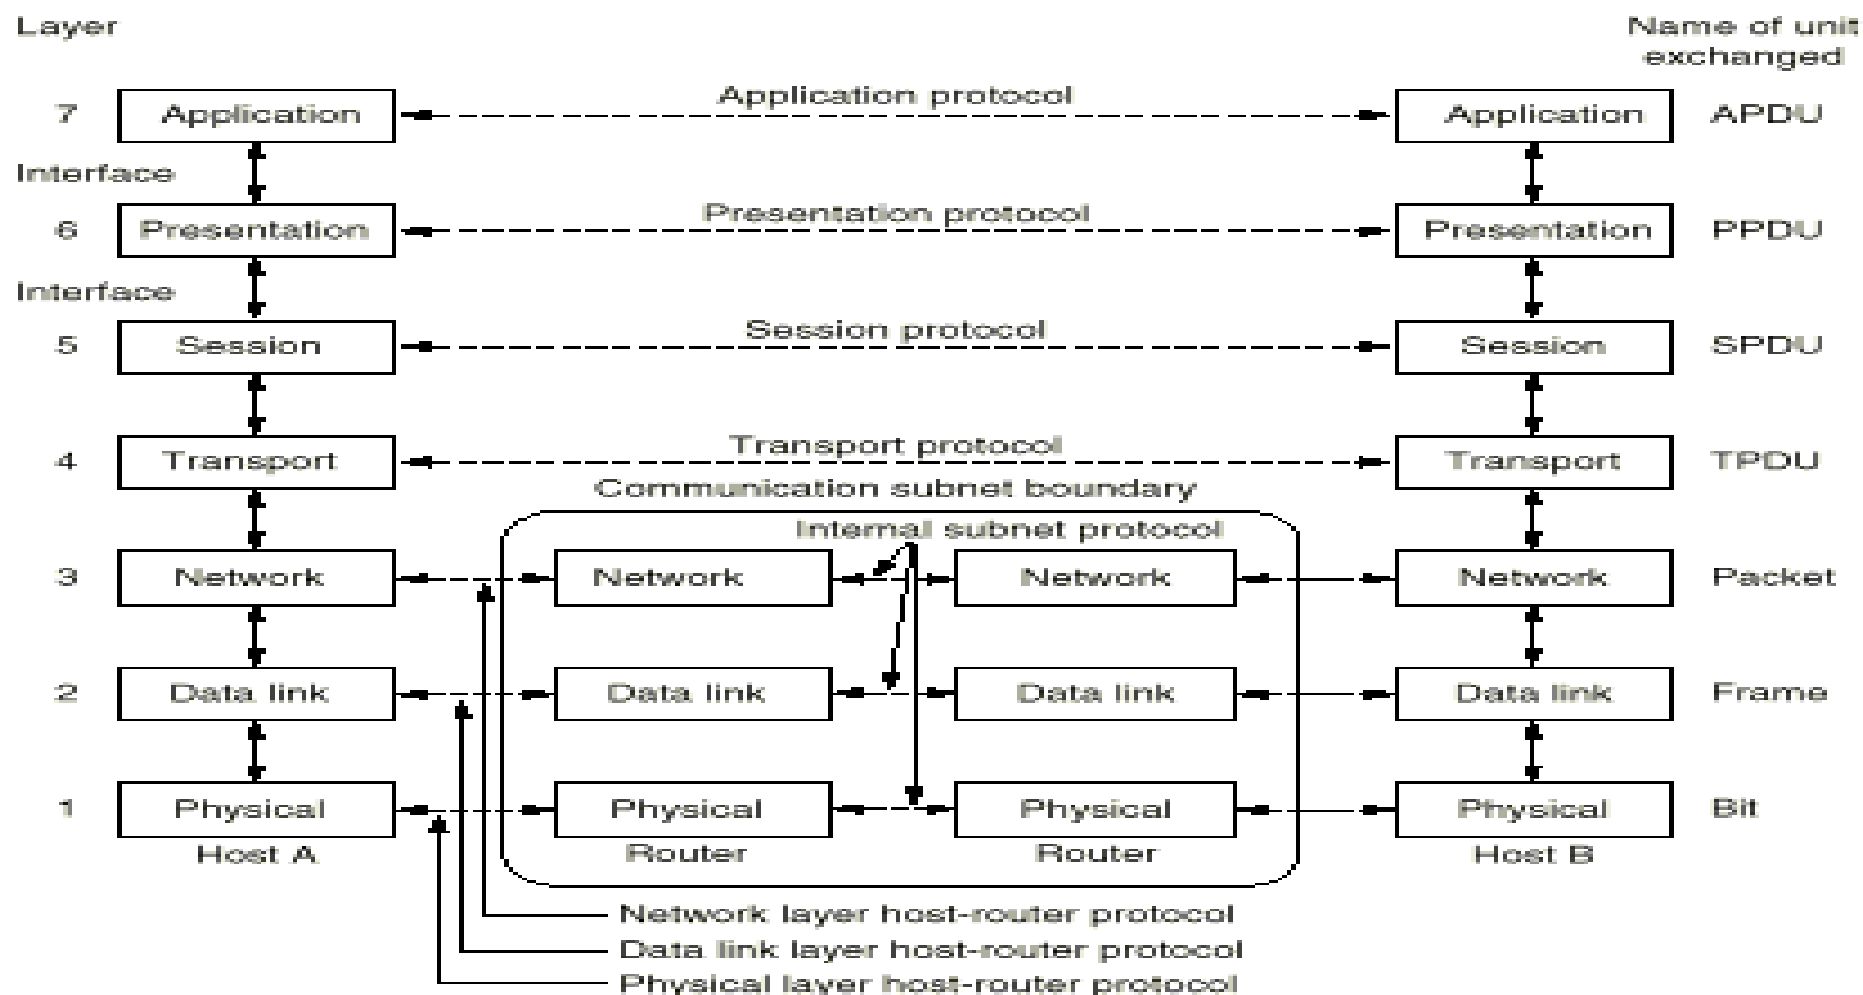 Layer
Name of unit
exchanged
Application protocol
7 Application Application APDU
Interface
Presentation protocol
6 Presentation Presentation PPDU
Interface
Session protocol
5 Session Session SPDU
Transport protocol
4 Transport Transport TPDU
Communication subnet boundary
Internal subnet protocol
3 Network Network Network Network Packet
2 Data link Data link Data link Data link Frame
1 Physical Physical Physical Physical Bit
Host A Router Router Host B
Network layer host-router protocol
Data link layer host-router protocol
Physical layer host-router protocol